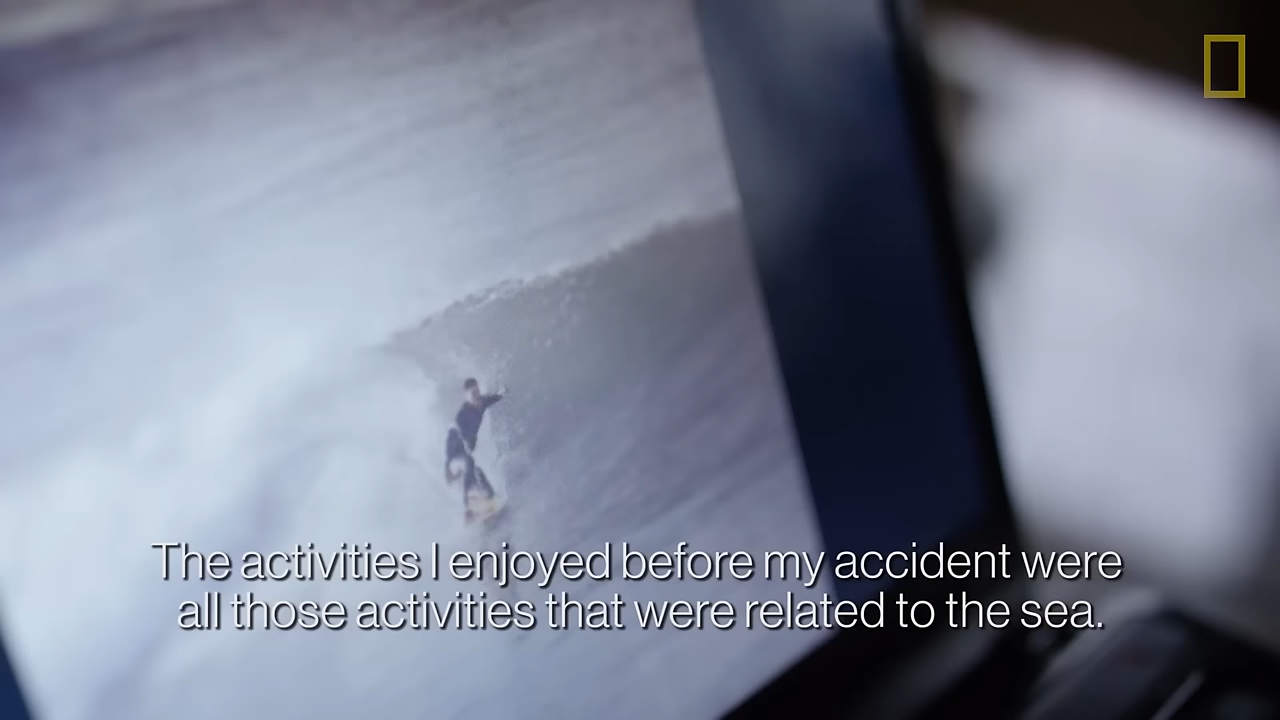 The activities I enjoyed before my accident were
all those activities that were related to the sea.